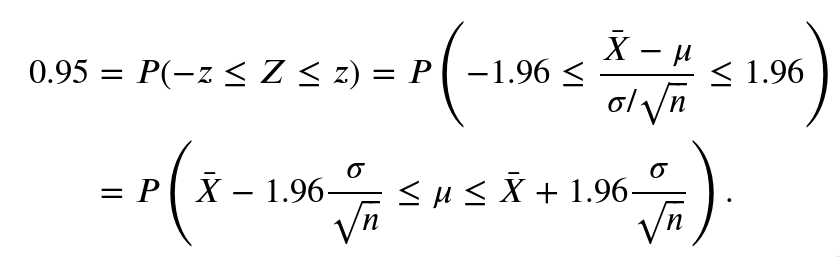 0.95 = P(−z ≤ Z ≤ z) = P(−1.96 ≤ (X̄ − μ)/(σ/√n) ≤ 1.96)
= P(X̄ − 1.96 σ/√n ≤ μ ≤ X̄ + 1.96 σ/√n).